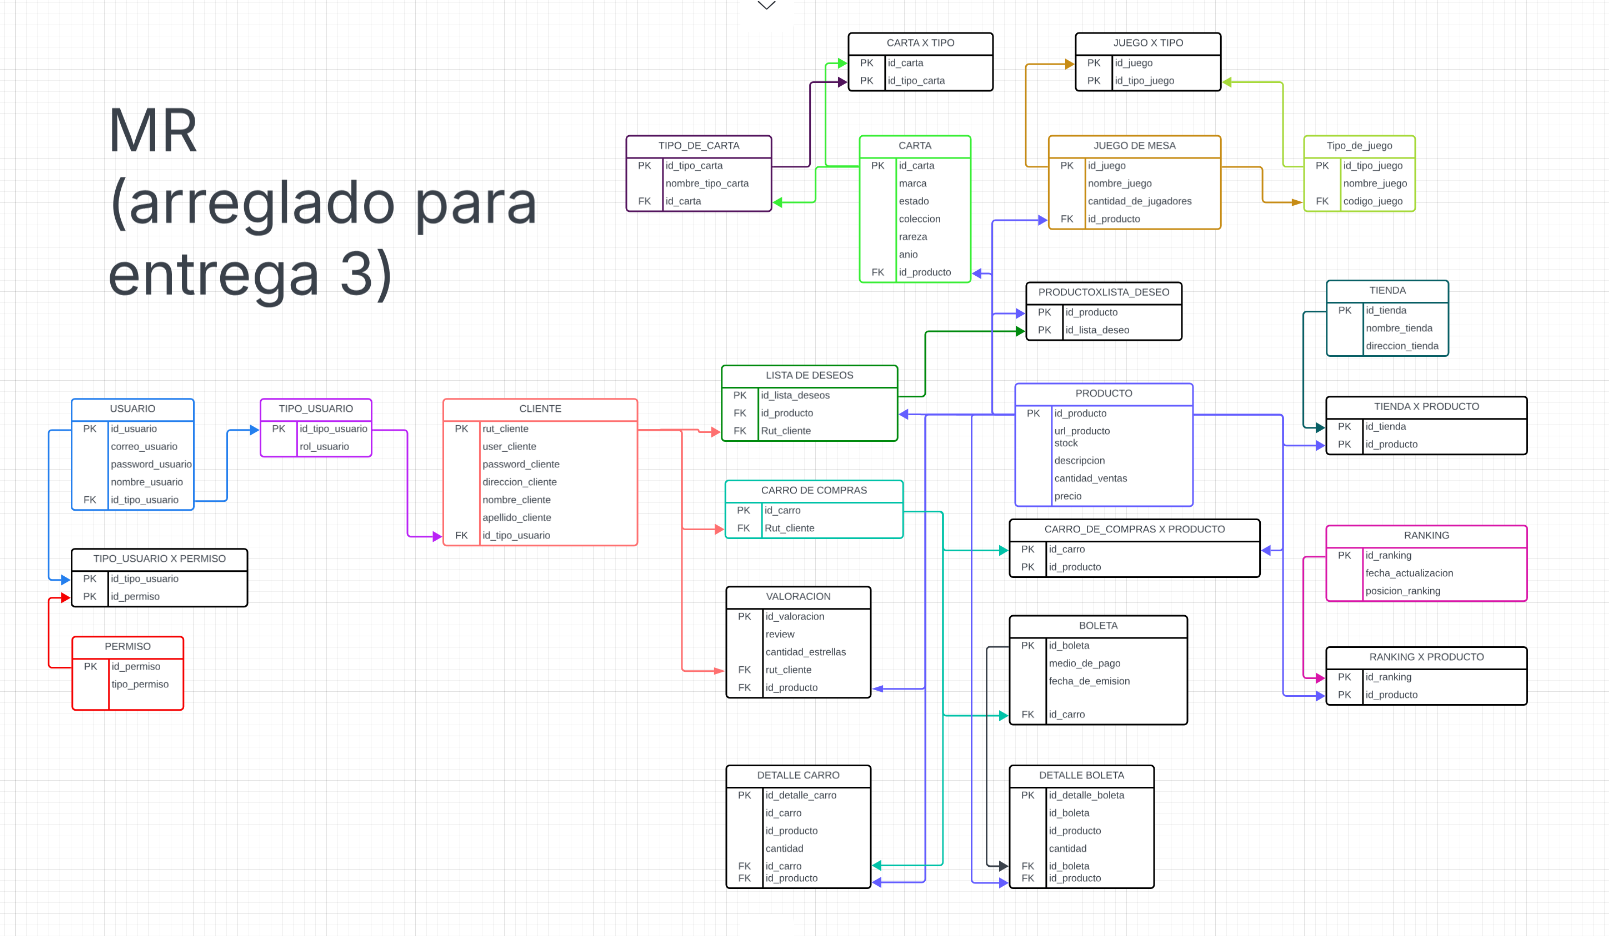 MR
(arreglado para
entrega 3)
CARTA X TIPO
PK id_carta
PK id_tipo_carta
JUEGO X TIPO
PK id_juego
PK id_tipo_juego
TIPO_DE_CARTA
PK id_tipo_carta
nombre_tipo_carta
FK id_carta
CARTA
PK id_carta
marca
estado
coleccion
rareza
anio
FK id_producto
JUEGO DE MESA
PK id_juego
nombre_juego
cantidad_de_jugadores
FK id_producto
Tipo_de_juego
PK id_tipo_juego
nombre_juego
FK codigo_juego
PRODUCTOXLISTA_DESEO
PK id_producto
PK id_lista_deseo
TIENDA
PK id_tienda
nombre_tienda
direccion_tienda
LISTA DE DESEOS
PK id_lista_deseos
FK id_producto
FK Rut_cliente
PRODUCTO
PK id_producto
url_producto
stock
descripcion
cantidad_ventas
precio
TIENDA X PRODUCTO
PK id_tienda
PK id_producto
USUARIO
PK id_usuario
correo_usuario
password_usuario
nombre_usuario
FK id_tipo_usuario
TIPO_USUARIO
PK id_tipo_usuario
rol_usuario
CLIENTE
PK rut_cliente
user_cliente
password_cliente
direccion_cliente
nombre_cliente
apellido_cliente
FK id_tipo_usuario
CARRO DE COMPRAS
PK id_carro
FK Rut_cliente
CARRO_DE_COMPRAS X PRODUCTO
PK id_carro
PK id_producto
RANKING
PK id_ranking
fecha_actualizacion
posicion_ranking
TIPO_USUARIO X PERMISO
PK id_tipo_usuario
PK id_permiso
VALORACION
PK id_valoracion
review
cantidad_estrellas
FK rut_cliente
FK id_producto
BOLETA
PK id_boleta
medio_de_pago
fecha_de_emision
FK id_carro
PERMISO
PK id_permiso
tipo_permiso
RANKING X PRODUCTO
PK id_ranking
PK id_producto
DETALLE CARRO
PK id_detalle_carro
id_carro
id_producto
cantidad
FK id_carro
FK id_producto
DETALLE BOLETA
PK id_detalle_boleta
id_boleta
id_producto
cantidad
FK id_boleta
FK id_producto